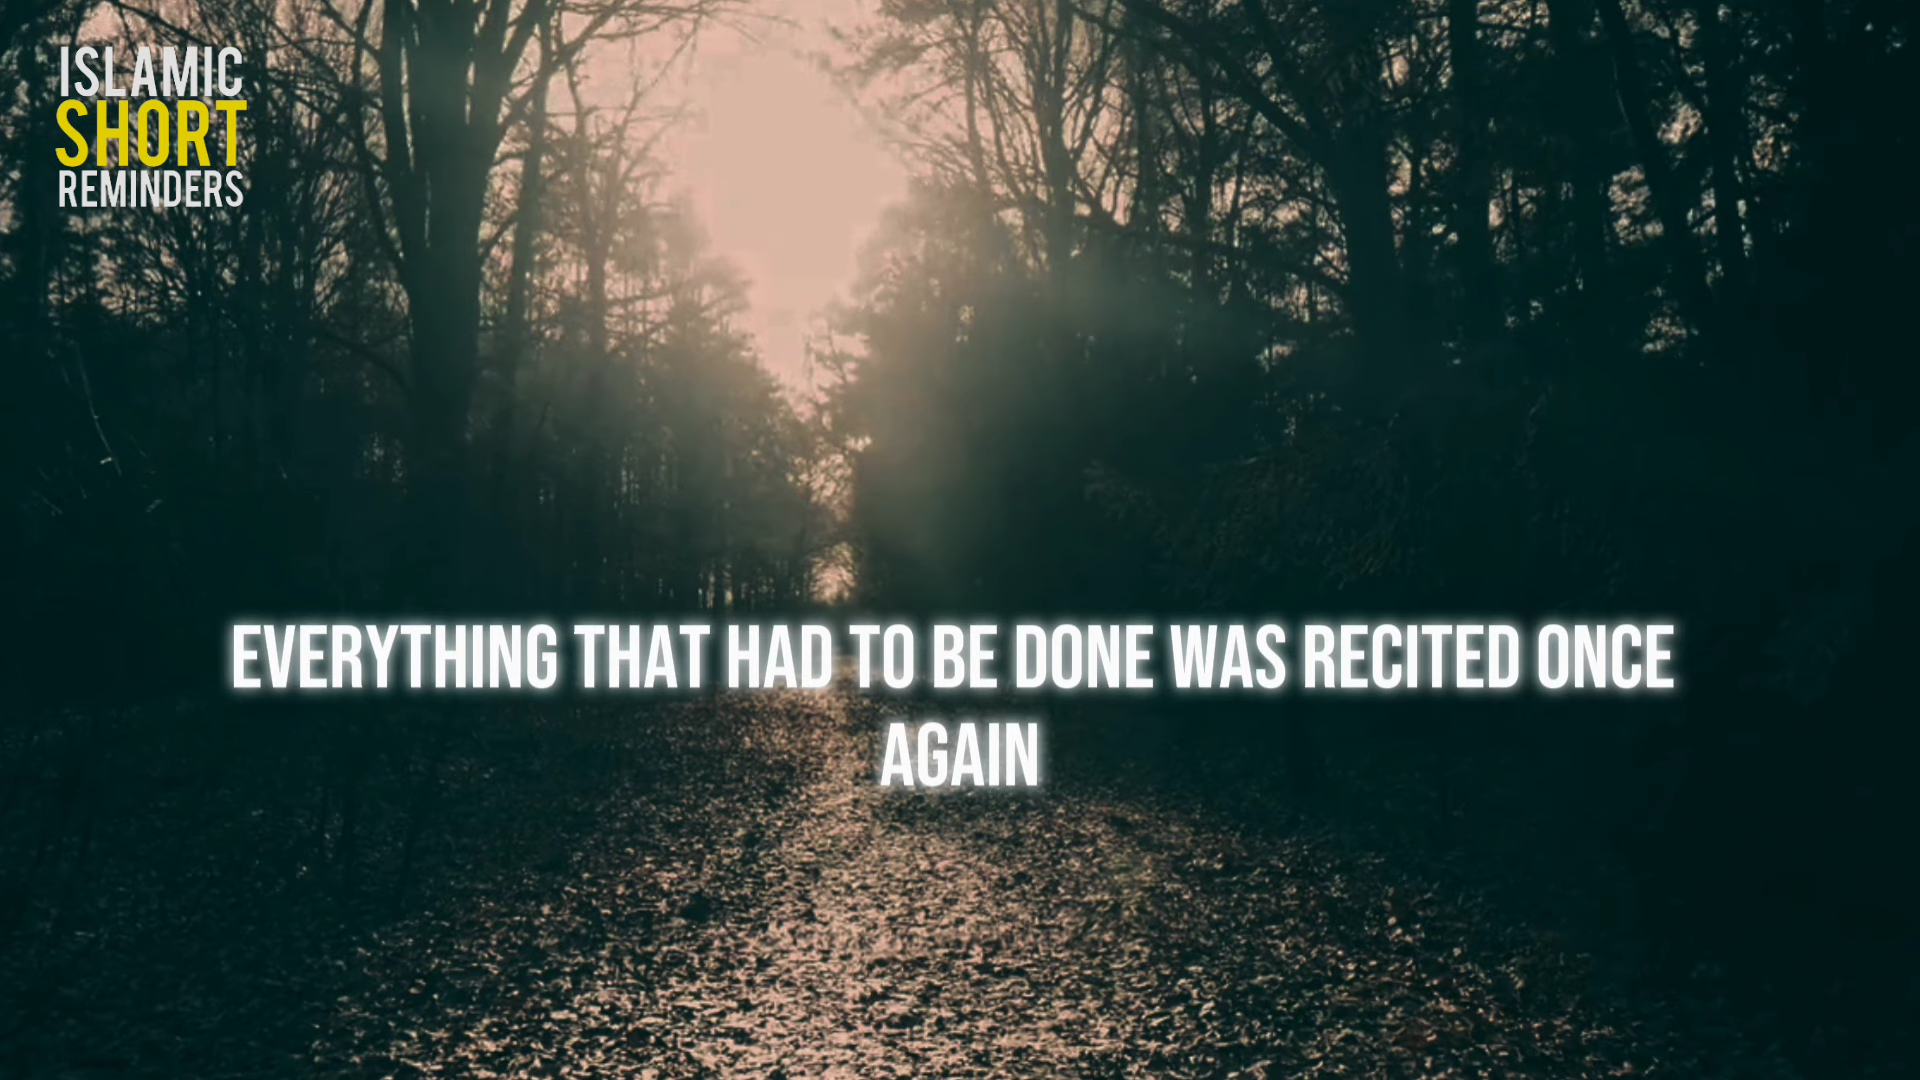 ISLAMIC
SHORT
REMINDERS
EVERYTHING THAT HAD TO BE DONE WAS RECITED ONCE
AGAIN